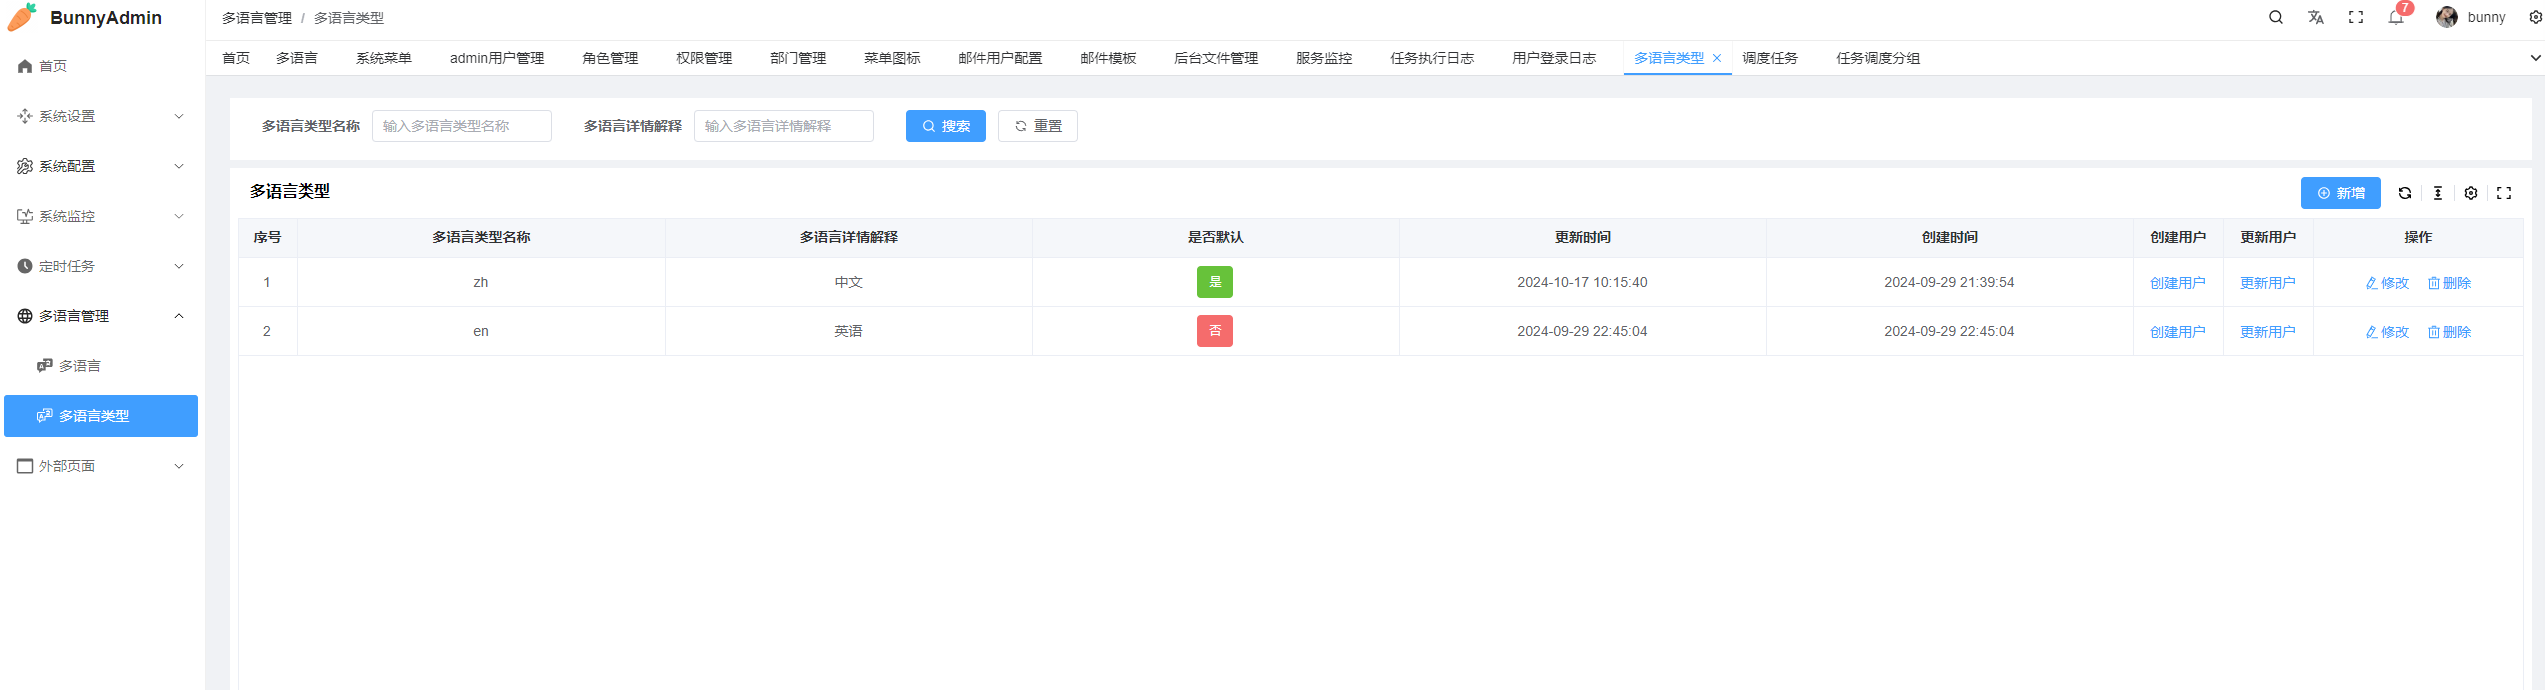 BunnyAdmin
多语言管理 / 多语言类型
7
bunny
首页
多语言
系统菜单
admin用户管理
角色管理
权限管理
部门管理
菜单图标
邮件用户配置
邮件模板
后台文件管理
服务监控
任务执行日志
用户登录日志
多语言类型
调度任务
任务调度分组
首页
系统设置
系统配置
系统监控
定时任务
多语言管理
多语言
多语言类型
外部页面
多语言类型名称 输入多语言类型名称 多语言详情解释 输入多语言详情解释 搜索 重置
多语言类型 新增
序号 多语言类型名称 多语言详情解释 是否默认 更新时间 创建时间 创建用户 更新用户 操作
1 zh 中文 是 2024-10-17 10:15:40 2024-09-29 21:39:54 创建用户 更新用户 修改 删除
2 en 英语 否 2024-09-29 22:45:04 2024-09-29 22:45:04 创建用户 更新用户 修改 删除